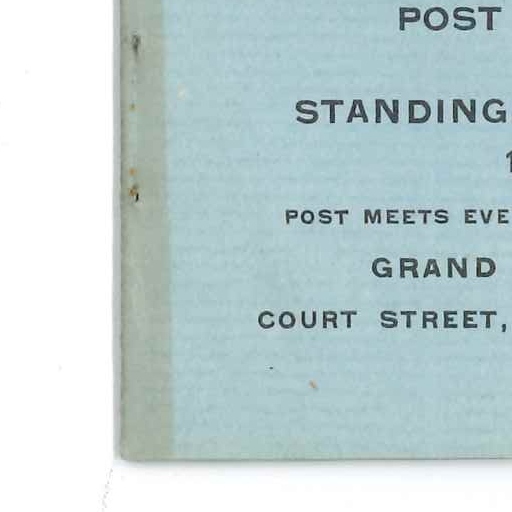 POST
STANDING
1
POST MEETS EVE
GRAND
COURT STREET,